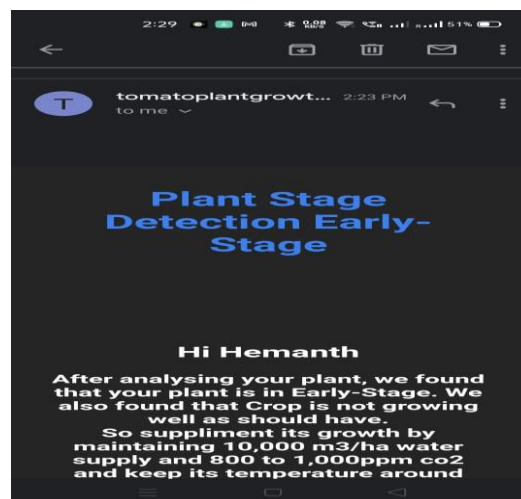 2:29 0.08 KB/S 51%
tomatoplantgrowt... 2:23 PM
T
to me
Plant Stage
Detection Early-
Stage
Hi Hemanth
After analysing your plant, we found
that your plant is in Early-Stage. We
also found that Crop is not growing
well as should have.
So suppliment its growth by
maintaining 10,000 m3/ha water
supply and 800 to 1,000ppm co2
and keep its temperature around